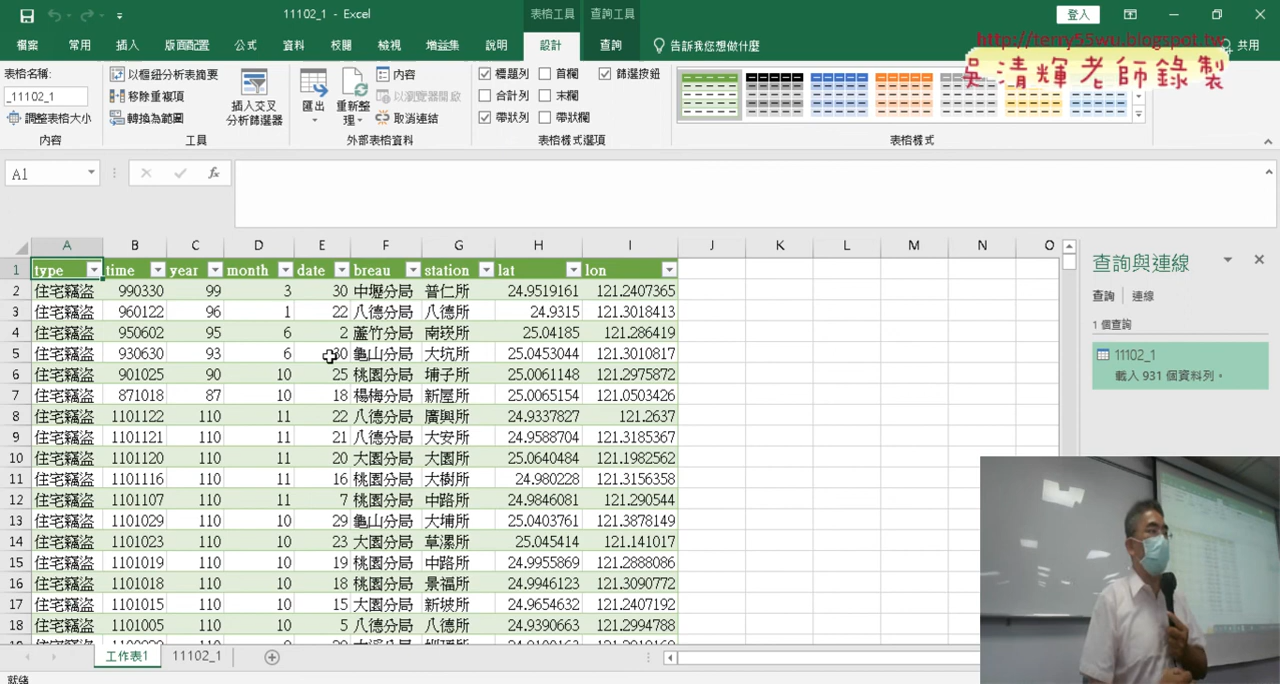 11102_1 - Excel
表格工具 查詢工具
登入
檔案 常用 插入 版面配置 公式 資料 校閱 檢視 增益集 說明 設計 查詢 告訴我您想做什麼 共用
http://terry55wu.blogspot.tw
吳清輝老師錄製
表格名稱:
_11102_1
調整表格大小
內容
以樞紐分析表摘要
移除重複項
轉換為範圍
插入交叉
分析篩選器
工具
匯出
重新整
理
內容
以瀏覽器開啟
取消連結
外部表格資料
標題列 首欄 篩選按鈕
合計列 末欄
帶狀列 帶狀欄
表格樣式選項
表格樣式
A1 fx
A B C D E F G H I J K L M N O
1 type time year month date breau station lat lon
2 住宅竊盜 990330 99 3 30 中壢分局 普仁所 24.9519161 121.2407365
3 住宅竊盜 960122 96 1 22 八德分局 八德所 24.9315 121.3018413
4 住宅竊盜 950602 95 6 2 蘆竹分局 南崁所 25.04185 121.286419
5 住宅竊盜 930630 93 6 30 龜山分局 大坑所 25.0453044 121.3010817
6 住宅竊盜 901025 90 10 25 桃園分局 埔子所 25.0061148 121.2975872
7 住宅竊盜 871018 87 10 18 楊梅分局 新屋所 25.0065154 121.0503426
8 住宅竊盜 1101122 110 11 22 八德分局 廣興所 24.9337827 121.2637
9 住宅竊盜 1101121 110 11 21 八德分局 大安所 24.9588704 121.3185367
10 住宅竊盜 1101120 110 11 20 大園分局 大園所 25.0640484 121.1982562
11 住宅竊盜 1101116 110 11 16 桃園分局 大樹所 24.980228 121.3156358
12 住宅竊盜 1101107 110 11 7 桃園分局 中路所 24.9846081 121.290544
13 住宅竊盜 1101029 110 10 29 龜山分局 大埔所 25.0403761 121.3878149
14 住宅竊盜 1101023 110 10 23 大園分局 草漯所 25.045414 121.141017
15 住宅竊盜 1101019 110 10 19 桃園分局 中路所 24.9955869 121.2888086
16 住宅竊盜 1101018 110 10 18 桃園分局 景福所 24.9946123 121.3090772
17 住宅竊盜 1101015 110 10 15 大園分局 新坡所 24.9654632 121.2407192
18 住宅竊盜 1101005 110 10 5 八德分局 八德所 24.9390663 121.2994788
查詢與連線
查詢 連線
1 個查詢
11102_1
載入 931 個資料列。
工作表1 11102_1
就緒